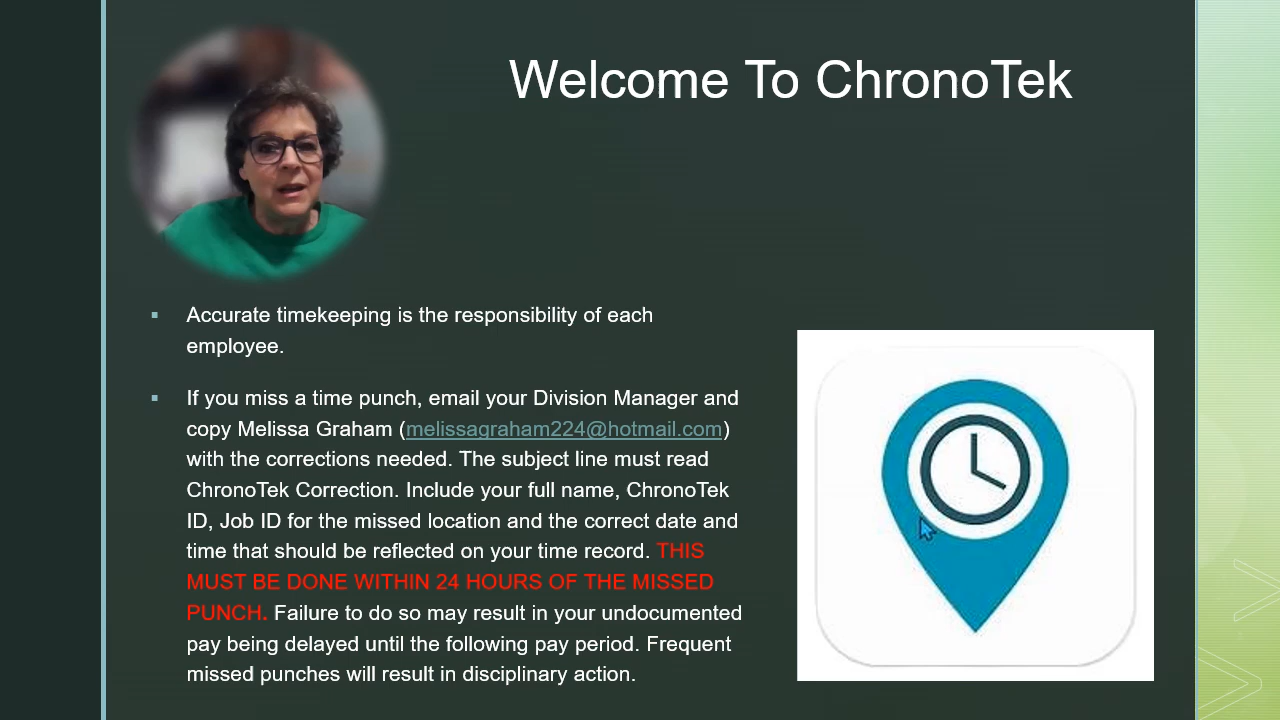 Welcome To ChronoTek
▪ Accurate timekeeping is the responsibility of each
employee.
▪ If you miss a time punch, email your Division Manager and
copy Melissa Graham (melissagraham224@hotmail.com)
with the corrections needed. The subject line must read
ChronoTek Correction. Include your full name, ChronoTek
ID, Job ID for the missed location and the correct date and
time that should be reflected on your time record. THIS
MUST BE DONE WITHIN 24 HOURS OF THE MISSED
PUNCH. Failure to do so may result in your undocumented
pay being delayed until the following pay period. Frequent
missed punches will result in disciplinary action.